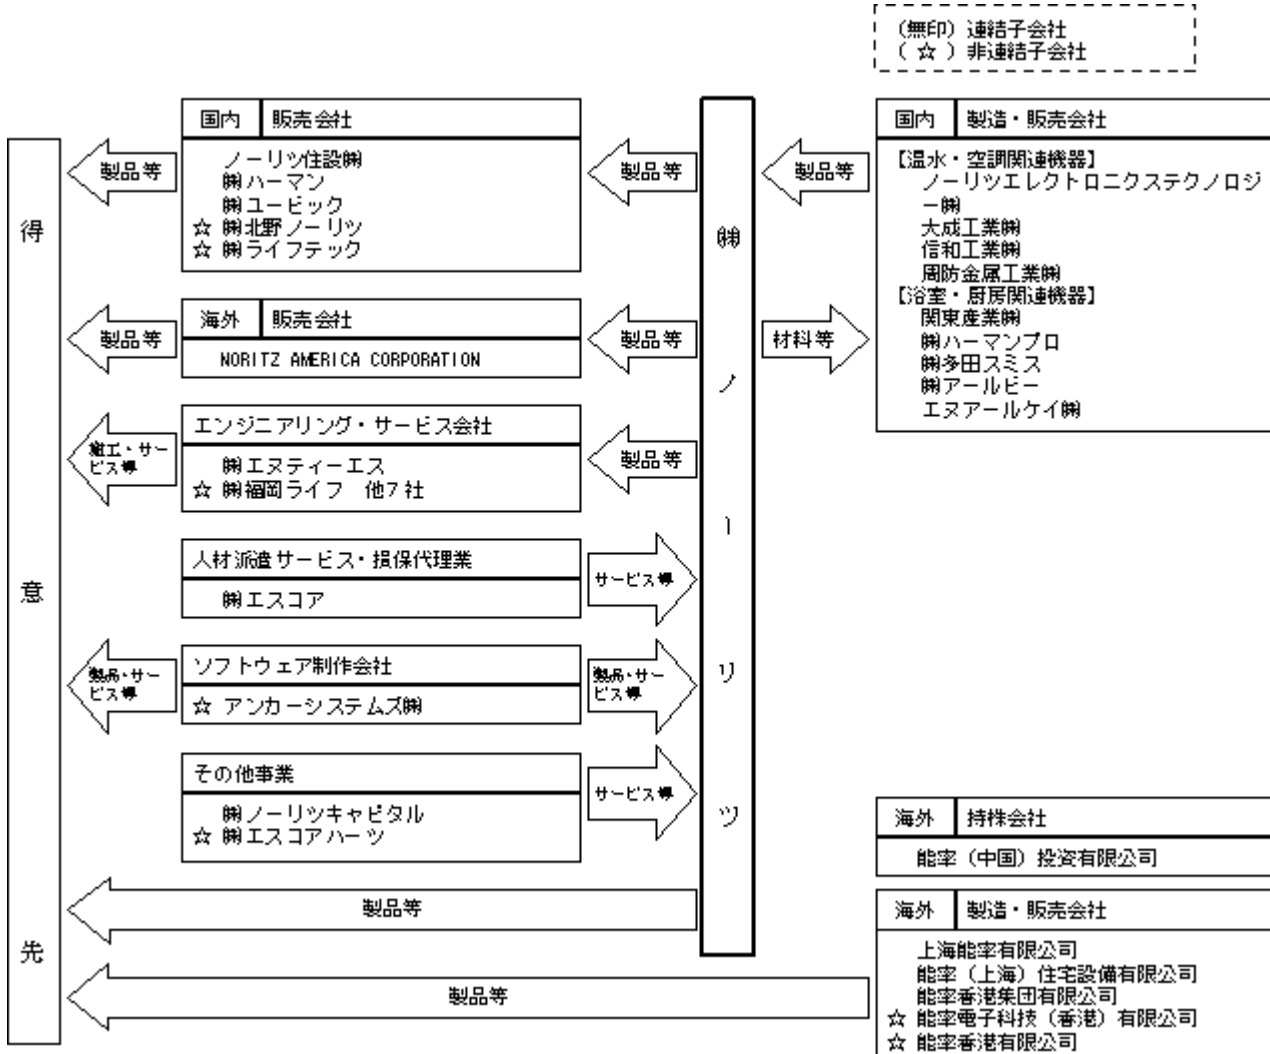 （無印）連結子会社
（ ☆ ）非連結子会社
得意先
国内 販売会社
ノーリツ住設㈱
㈱ハーマン
㈱ユービック
☆ ㈱北野ノーリツ
☆ ㈱ライフテック
製品等
製品等
海外 販売会社
NORITZ AMERICA CORPORATION
製品等
製品等
エンジニアリング・サービス会社
㈱エヌティーエス
☆ ㈱福岡ライフ　他７社
施工・サー
ビス等
製品等
人材派遣サービス・損保代理業
㈱エスコア
サービス等
ソフトウェア制作会社
☆ アンカーシステムズ㈱
製品・サー
ビス等
製品・サー
ビス等
その他事業
㈱ノーリツキャピタル
☆ ㈱エスコアハーツ
サービス等
製品等
製品等
㈱ノーリツ
製品等
材料等
国内 製造・販売会社
【温水・空調関連機器】
ノーリツエレクトロニクステクノロジ
ー㈱
大成工業㈱
信和工業㈱
周防金属工業㈱
【浴室・厨房関連機器】
関東産業㈱
㈱ハーマンプロ
㈱多田スミス
㈱アールビー
エヌアールケイ㈱
海外 持株会社
能率（中国）投資有限公司
海外 製造・販売会社
上海能率有限公司
能率（上海）住宅設備有限公司
能率香港集団有限公司
☆ 能率電子科技（香港）有限公司
☆ 能率香港有限公司